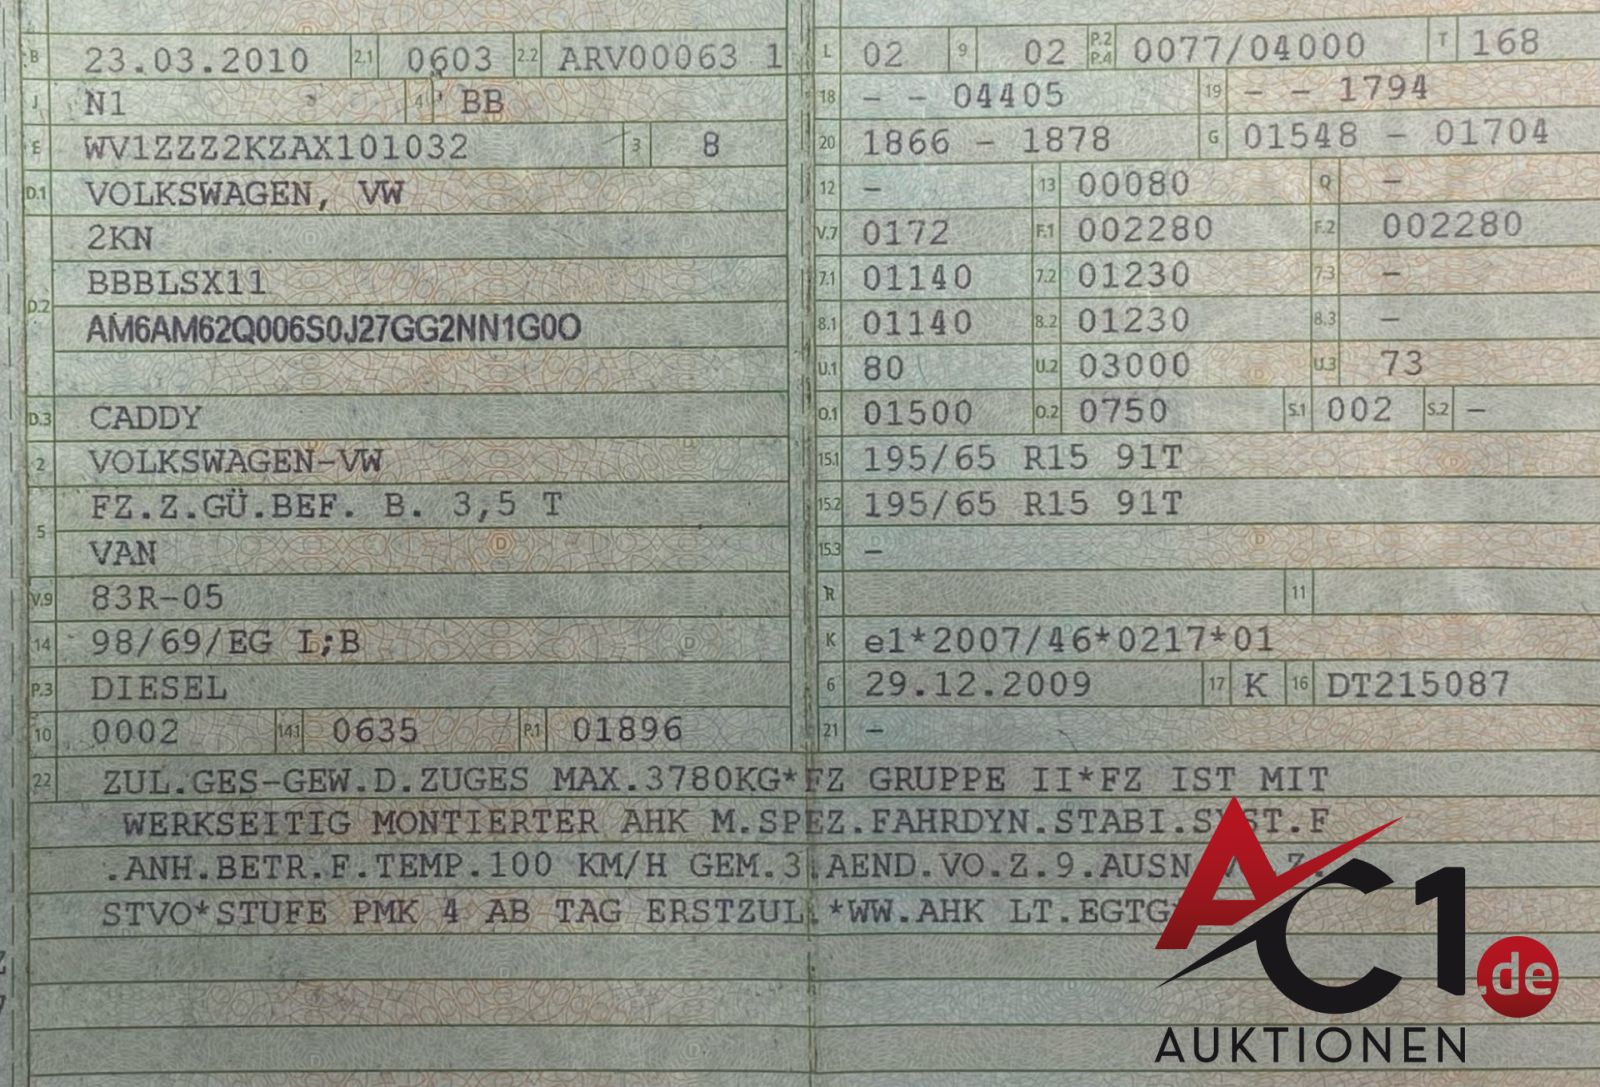 B 23.03.2010 2.1 0603 2.2 ARV00063 1
J N1 4 BB
E WV1ZZZ2KZAX101032 3 8
D.1 VOLKSWAGEN, VW
2KN
BBBLSX11
D.2
AM6AM62Q006S0J27GG2NN1G0O
D.3 CADDY
2 VOLKSWAGEN-VW
FZ.Z.GÜ.BEF. B. 3,5 T
5
VAN
V.9 83R-05
14 98/69/EG I;B
P.3 DIESEL
10 0002 14.1 0635 P.1 01896
L 02 9 02 P.2 P.4 0077/04000 T 168
18 - - 04405 19 - - 1794
20 1866 - 1878 G 01548 - 01704
12 - 13 00080 Q -
V.7 0172 F.1 002280 F.2 002280
7.1 01140 7.2 01230 7.3 -
8.1 01140 8.2 01230 8.3 -
U.1 80 U.2 03000 U.3 73
O.1 01500 O.2 0750 S.1 002 S.2 -
15.1 195/65 R15 91T
15.2 195/65 R15 91T
15.3 -
R 11
K e1*2007/46*0217*01
6 29.12.2009 17 K 16 DT215087
21 -
22 ZUL.GES-GEW.D.ZUGES MAX.3780KG*FZ GRUPPE II*FZ IST MIT
WERKSEITIG MONTIERTER AHK M.SPEZ.FAHRDYN.STABI.SYST.F
.ANH.BETR.F.TEMP.100 KM/H GEM.3.AEND.VO.Z.9.AUSN
STVO*STUFE PMK 4 AB TAG ERSTZUL.*WW.AHK LT.EGTG
AC1.de
AUKTIONEN